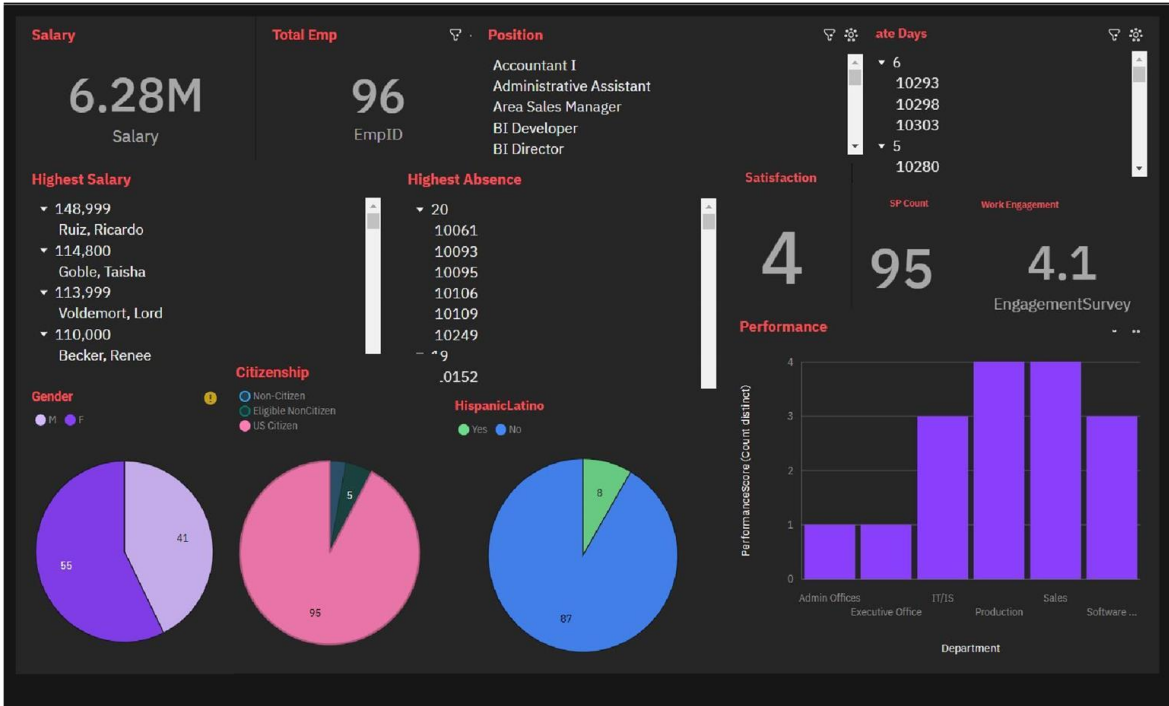 Salary
6.28M
Salary
Total Emp
96
EmpID
Position
Accountant I
Administrative Assistant
Area Sales Manager
BI Developer
BI Director
ate Days
6
10293
10298
10303
5
10280
Highest Salary
148,999
Ruiz, Ricardo
114,800
Goble, Taisha
113,999
Voldemort, Lord
110,000
Becker, Renee
Highest Absence
20
10061
10093
10095
10106
10109
10249
.0152
Satisfaction
4
SP Count
95
Work Engagement
4.1
EngagementSurvey
Gender
M F
41
55
Citizenship
Non-Citizen
Eligible NonCitizen
US Citizen
5
95
HispanicLatino
Yes No
8
87
Performance
PerformanceScore (Count distinct)
4
3
2
1
0
Admin Offices
Executive Office
IT/IS
Production
Sales
Software ...
Department